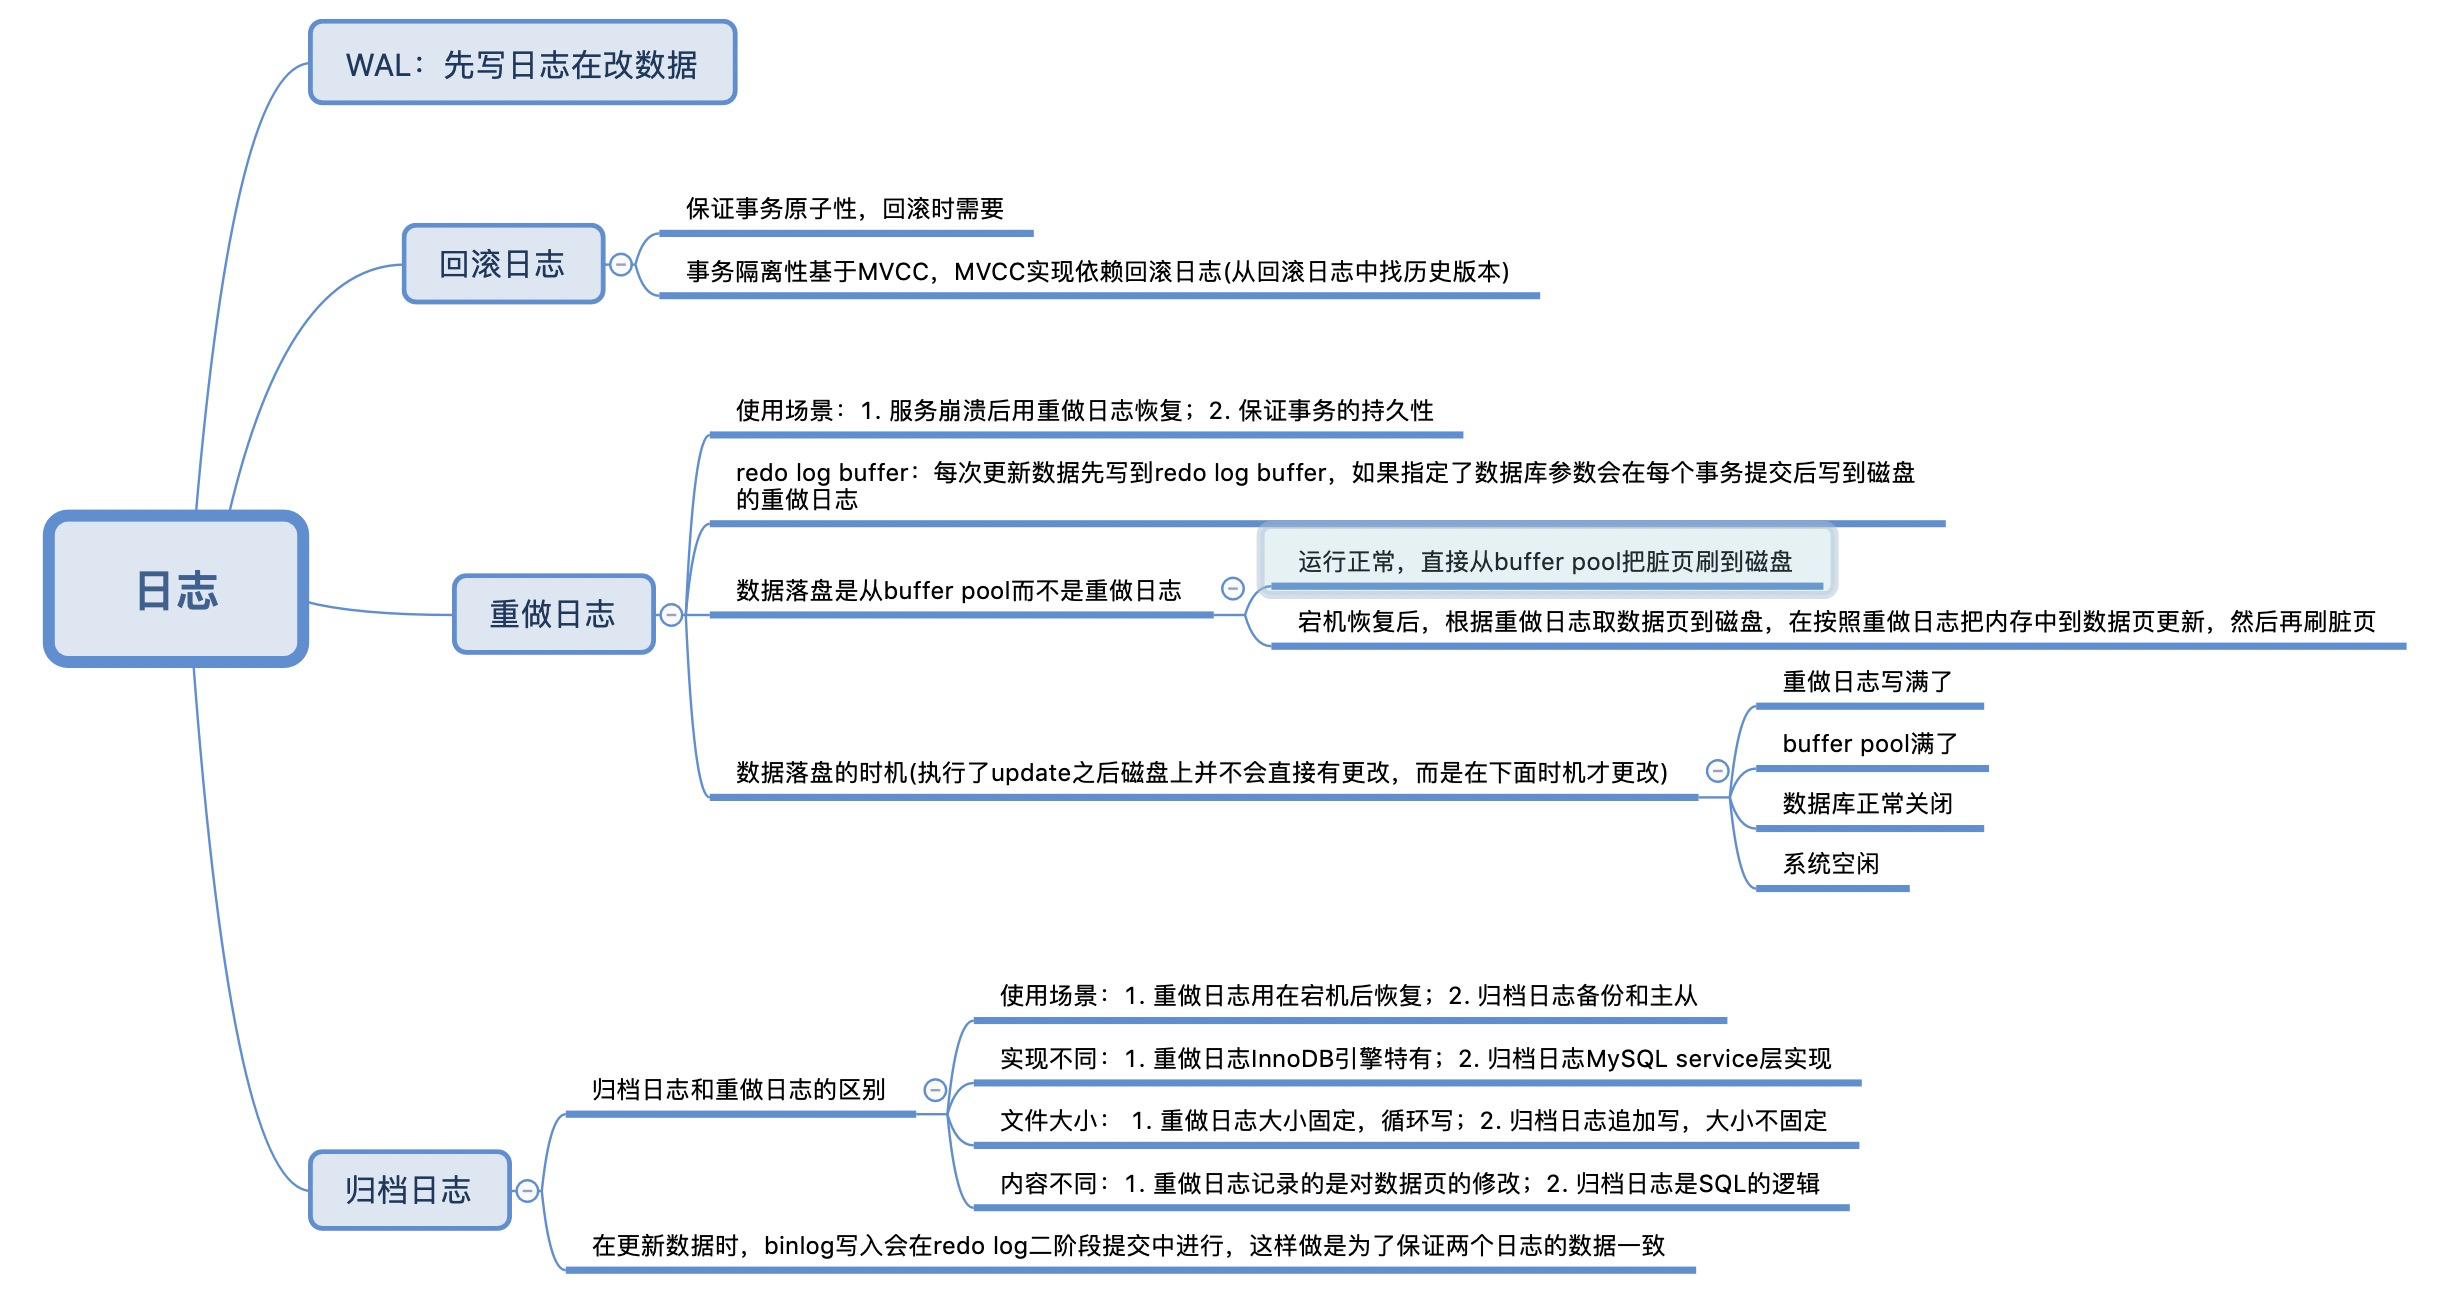 WAL：先写日志在改数据
保证事务原子性，回滚时需要
回滚日志
事务隔离性基于MVCC，MVCC实现依赖回滚日志(从回滚日志中找历史版本)
使用场景：1. 服务崩溃后用重做日志恢复；2. 保证事务的持久性
redo log buffer：每次更新数据先写到redo log buffer，如果指定了数据库参数会在每个事务提交后写到磁盘
的重做日志
日志
重做日志
数据落盘是从buffer pool而不是重做日志
运行正常，直接从buffer pool把脏页刷到磁盘
宕机恢复后，根据重做日志取数据页到磁盘，在按照重做日志把内存中到数据页更新，然后再刷脏页
数据落盘的时机(执行了update之后磁盘上并不会直接有更改，而是在下面时机才更改)
重做日志写满了
buffer pool满了
数据库正常关闭
系统空闲
归档日志
归档日志和重做日志的区别
使用场景：1. 重做日志用在宕机后恢复；2. 归档日志备份和主从
实现不同：1. 重做日志InnoDB引擎特有；2. 归档日志MySQL service层实现
文件大小： 1. 重做日志大小固定，循环写；2. 归档日志追加写，大小不固定
内容不同：1. 重做日志记录的是对数据页的修改；2. 归档日志是SQL的逻辑
在更新数据时，binlog写入会在redo log二阶段提交中进行，这样做是为了保证两个日志的数据一致